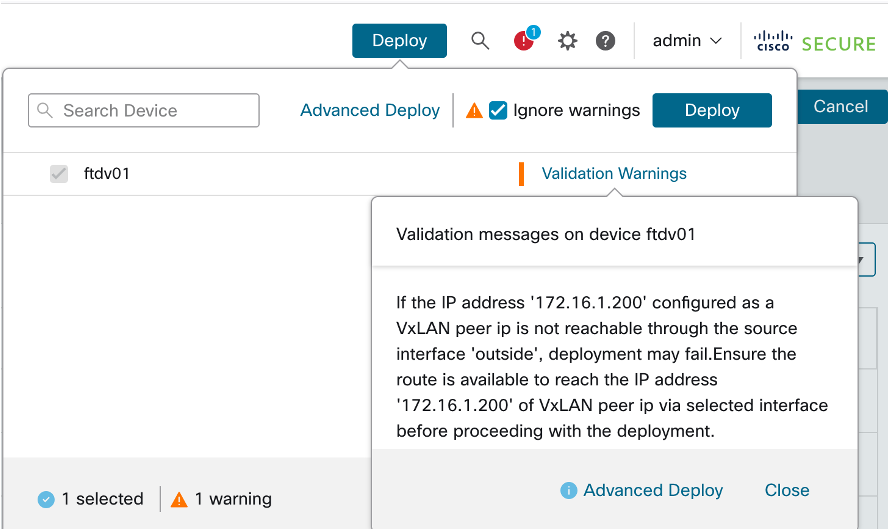 Deploy
1
admin
CISCO
SECURE
Search Device
Advanced Deploy
Ignore warnings
Deploy
Cancel
ftdv01
Validation Warnings
Validation messages on device ftdv01
If the IP address '172.16.1.200' configured as a
VxLAN peer ip is not reachable through the source
interface 'outside', deployment may fail.Ensure the
route is available to reach the IP address
'172.16.1.200' of VxLAN peer ip via selected interface
before proceeding with the deployment.
1 selected
1 warning
Advanced Deploy
Close